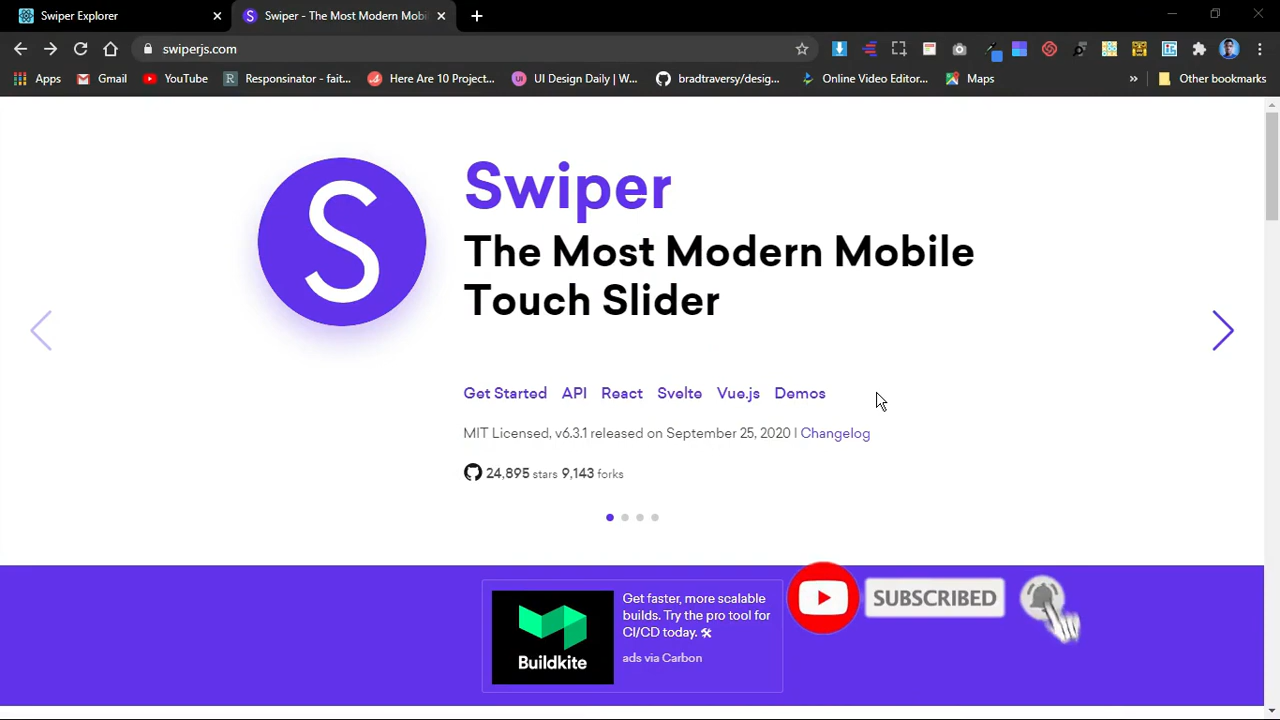 Swiper Explorer
Swiper - The Most Modern Mobi
swiperjs.com
Apps
Gmail
YouTube
Responsinator - fait...
Here Are 10 Project...
UI Design Daily | W...
bradtraversy/desig...
Online Video Editor...
Maps
»
Other bookmarks
S
Swiper
The Most Modern Mobile
Touch Slider
Get Started API React Svelte Vue.js Demos
MIT Licensed, v6.3.1 released on September 25, 2020 | Changelog
24,895 stars 9,143 forks
Get faster, more scalable
builds. Try the pro tool for
CI/CD today. 🛠
ads via Carbon
Buildkite
SUBSCRIBED